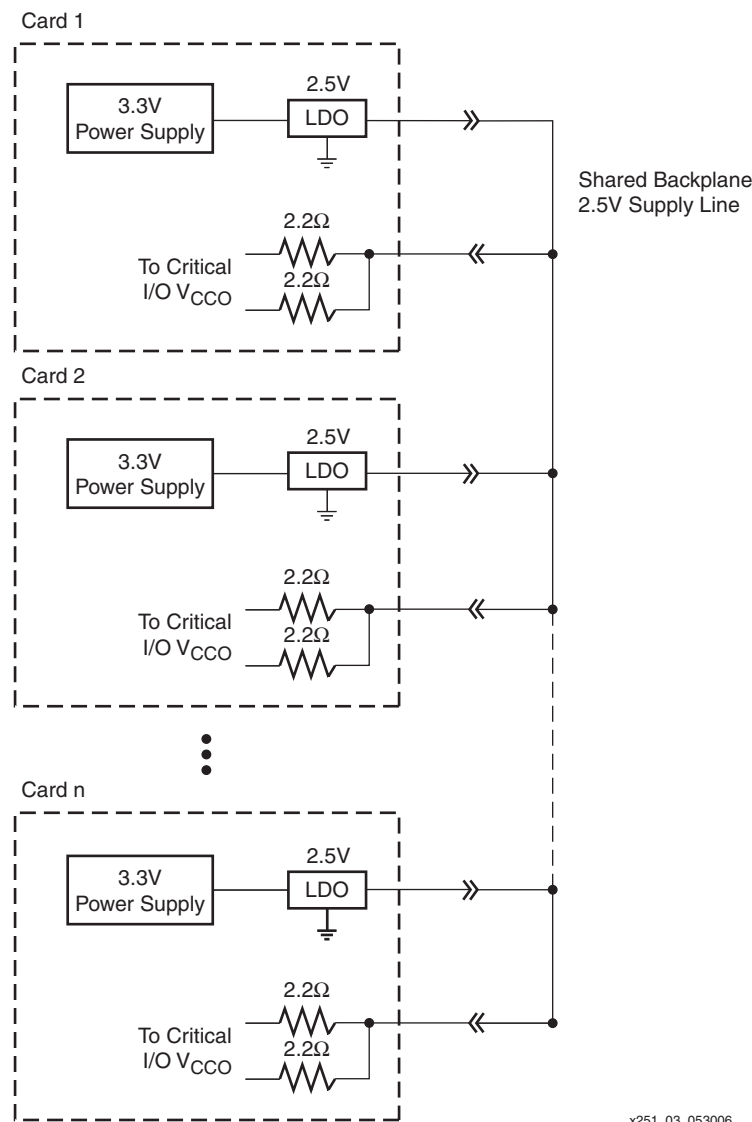 Card 1
2.5V
3.3V
Power Supply
LDO
Shared Backplane
2.5V Supply Line
2.2Ω
To Critical
I/O VCCO
2.2Ω
Card 2
2.5V
3.3V
Power Supply
LDO
2.2Ω
To Critical
I/O VCCO
2.2Ω
Card n
2.5V
3.3V
Power Supply
LDO
2.2Ω
To Critical
I/O VCCO
2.2Ω
x251_03_053006